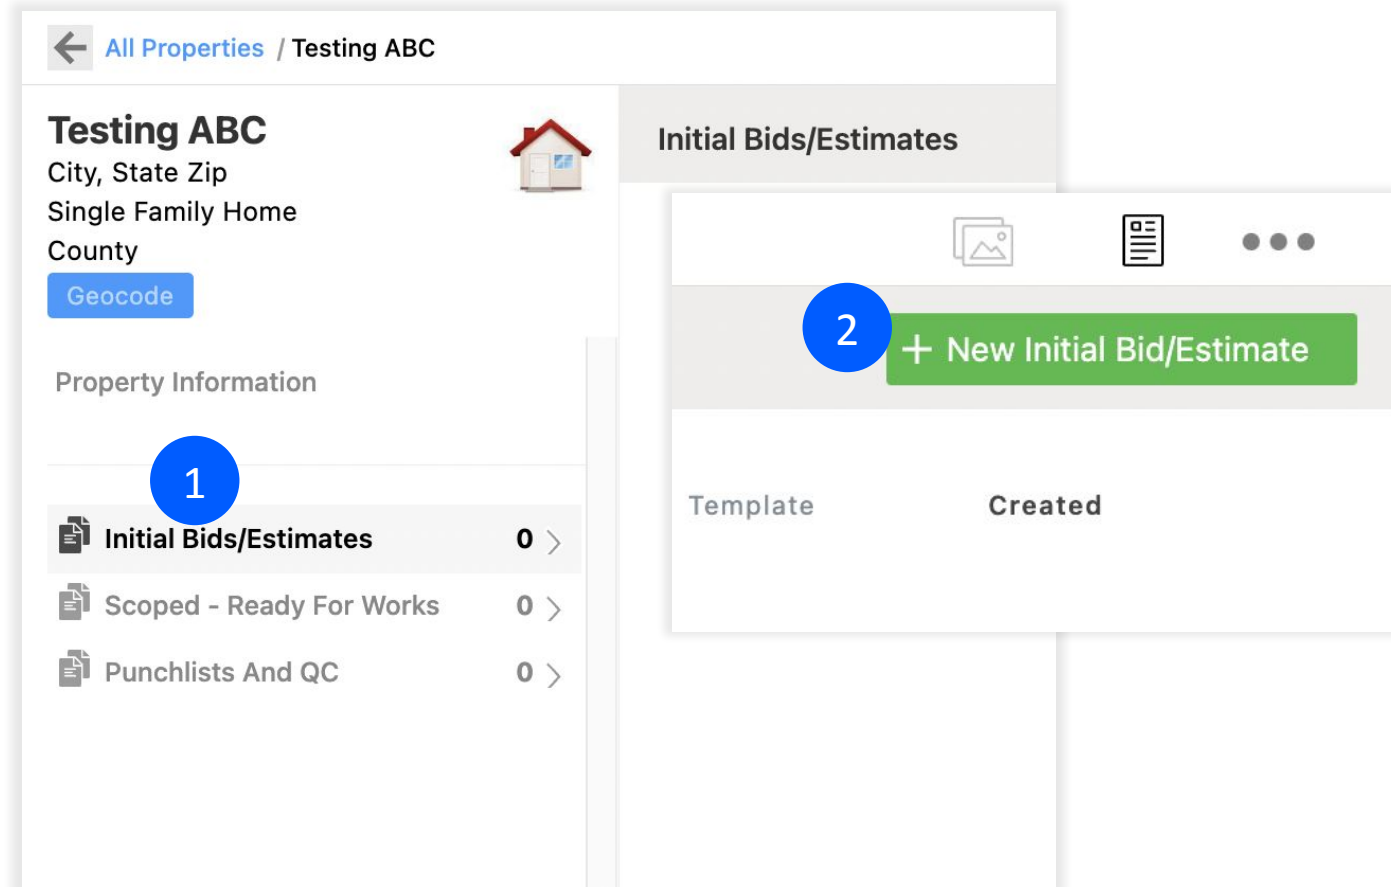 All Properties / Testing ABC
Testing ABC
City, State Zip
Single Family Home
County
Geocode
Property Information
1
Initial Bids/Estimates 0
Scoped - Ready For Works 0
Punchlists And QC 0
Initial Bids/Estimates
2
+ New Initial Bid/Estimate
Template Created